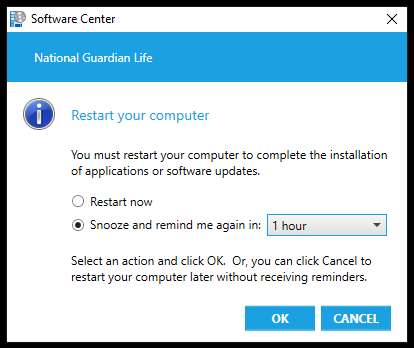 Software Center
National Guardian Life
Restart your computer
You must restart your computer to complete the installation
of applications or software updates.
Restart now
Snooze and remind me again in: 1 hour
Select an action and click OK.  Or, you can click Cancel to
restart your computer later without receiving reminders.
OK CANCEL